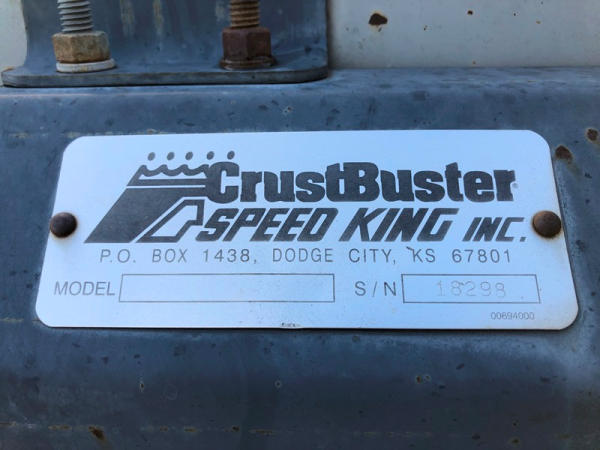 CrustBuster
SPEED KING INC.
P.O. BOX 1438, DODGE CITY, KS 67801
MODEL S/N 18298
00694000